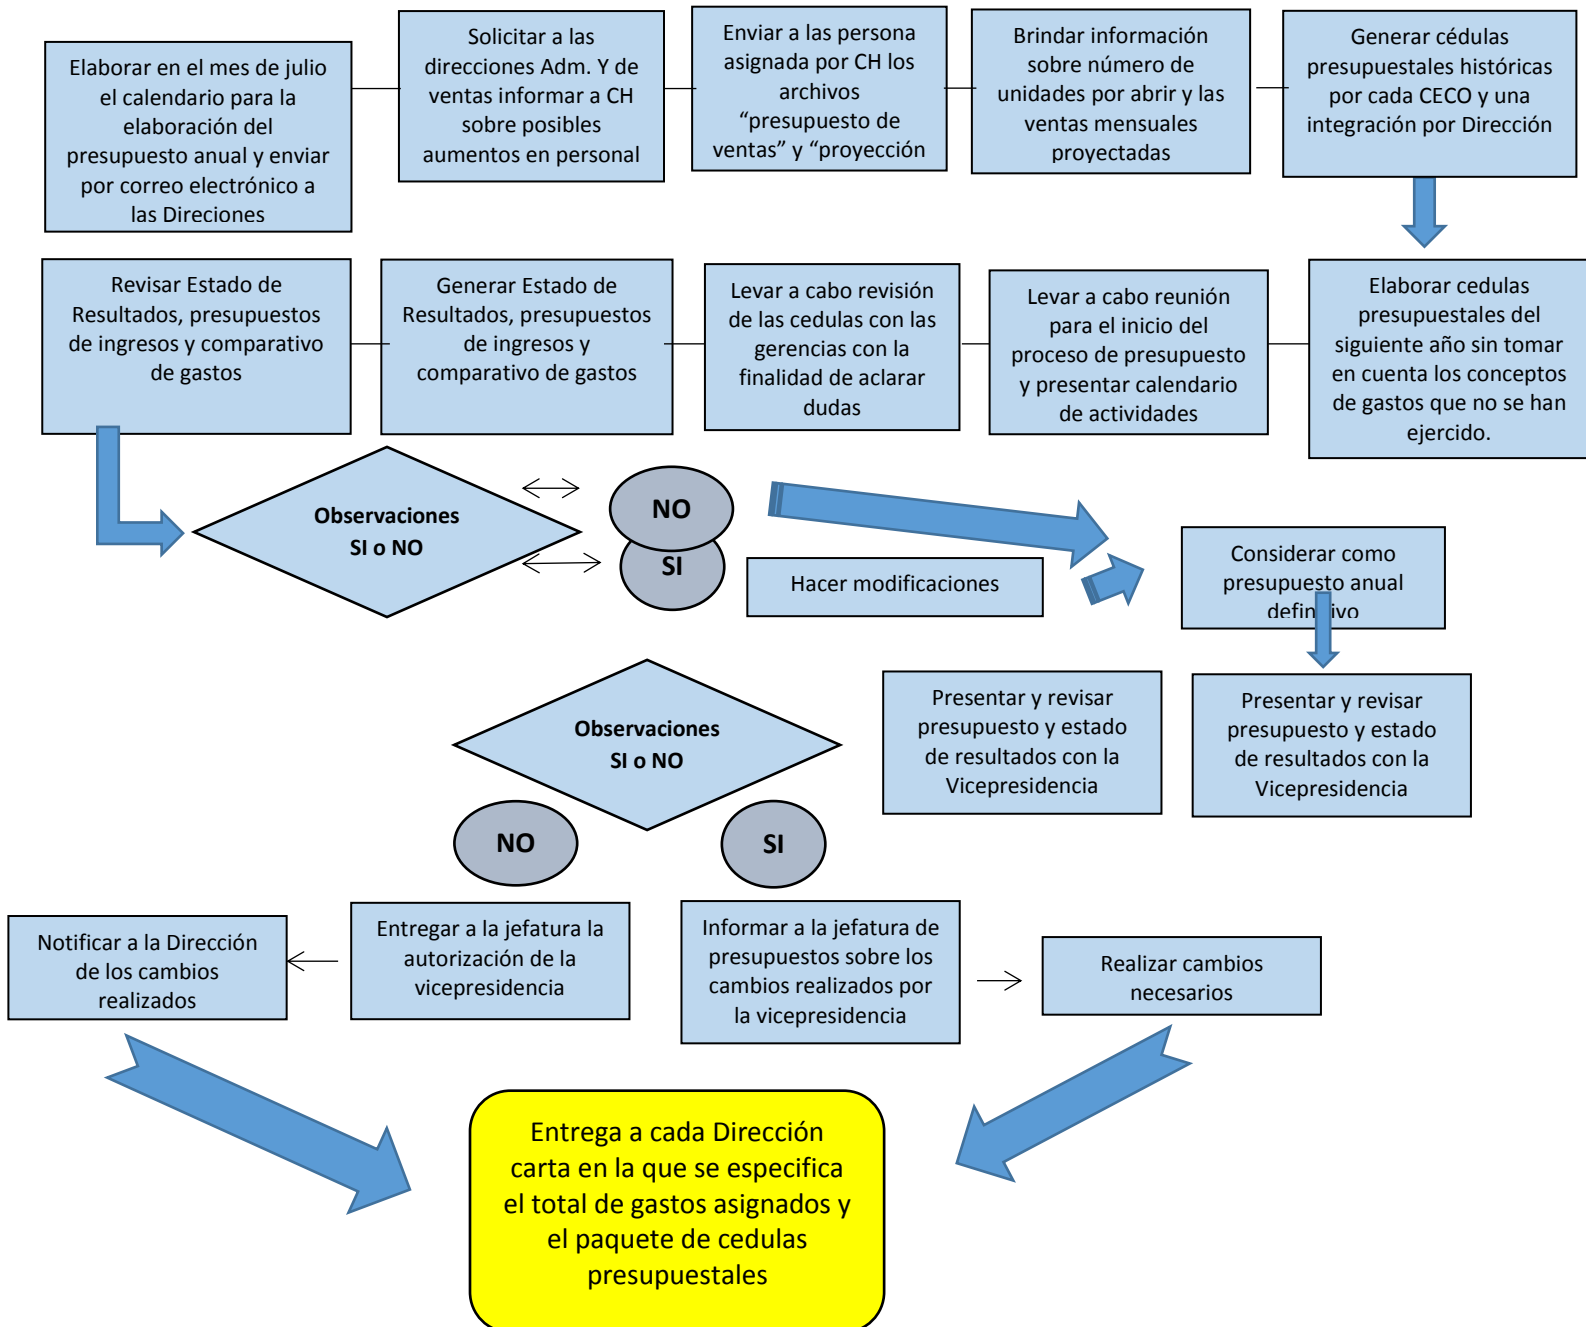 Elaborar en el mes de julio
el calendario para la
elaboración del
presupuesto anual y enviar
por correo electrónico a
las Direciones
Solicitar a las
direcciones Adm. Y de
ventas informar a CH
sobre posibles
aumentos en personal
Enviar a las persona
asignada por CH los
archivos
“presupuesto de
ventas” y “proyección
Brindar información
sobre número de
unidades por abrir y las
ventas mensuales
proyectadas
Generar cédulas
presupuestales históricas
por cada CECO y una
integración por Dirección
Revisar Estado de
Resultados, presupuestos
de ingresos y comparativo
de gastos
Generar Estado de
Resultados, presupuestos
de ingresos y
comparativo de gastos
Levar a cabo revisión
de las cedulas con las
gerencias con la
finalidad de aclarar
dudas
Levar a cabo reunión
para el inicio del
proceso de presupuesto
y presentar calendario
de actividades
Elaborar cedulas
presupuestales del
siguiente año sin tomar
en cuenta los conceptos
de gastos que no se han
ejercido.
Observaciones
SI o NO
NO
SI
Hacer modificaciones
Considerar como
presupuesto anual
definitivo
Observaciones
SI o NO
Presentar y revisar
presupuesto y estado
de resultados con la
Vicepresidencia
Presentar y revisar
presupuesto y estado
de resultados con la
Vicepresidencia
NO
SI
Notificar a la Dirección
de los cambios
realizados
Entregar a la jefatura la
autorización de la
vicepresidencia
Informar a la jefatura de
presupuestos sobre los
cambios realizados por
la vicepresidencia
Realizar cambios
necesarios
Entrega a cada Dirección
carta en la que se especifica
el total de gastos asignados y
el paquete de cedulas
presupuestales